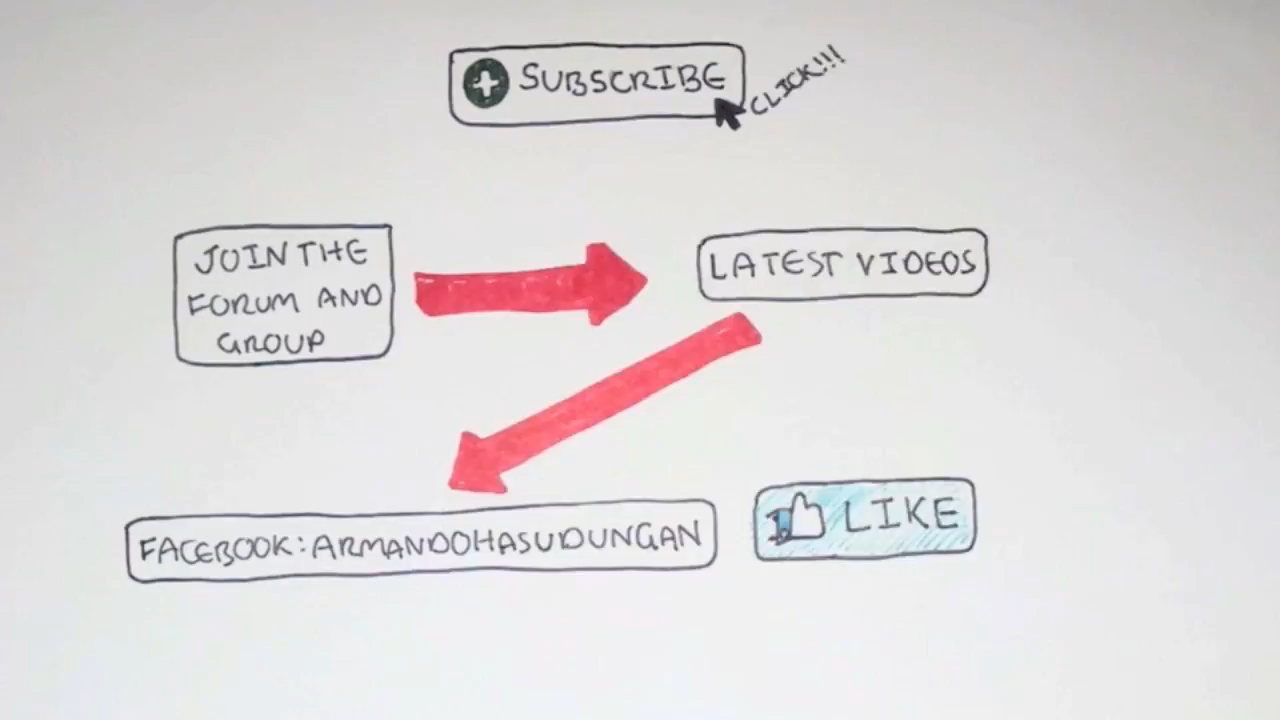 SUBSCRIBE
CLICK!!!
JOIN THE
FORUM AND
GROUP
LATEST VIDEOS
FACEBOOK: ARMANDOHASUDUNGAN
LIKE